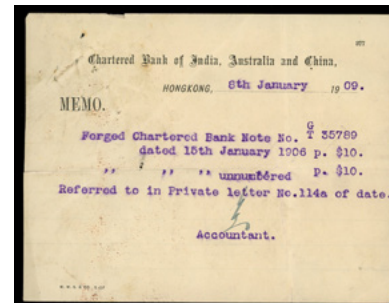 Chartered Bank of India, Australia and China,
HONGKONG, 8th January 1909.
MEMO.
Forged Chartered Bank Note No. G/T 35789
dated 15th January 1906 p. $10.
,, ,, ,, unnumbered p. $10.
Referred to in Private letter No.114a of date.
Accountant.